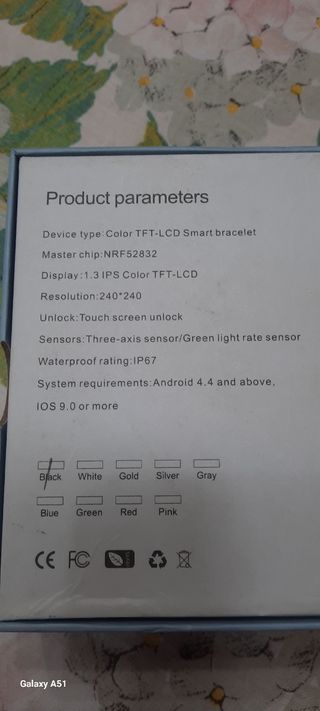 Product parameters
Device type:Color TFT-LCD Smart bracelet
Master chip:NRF52832
Display:1.3 IPS Color TFT-LCD
Resolution:240*240
Unlock:Touch screen unlock
Sensors:Three-axis sensor/Green light rate sensor
Waterproof rating:IP67
System requirements:Android 4.4 and above,
IOS 9.0 or more
Black White Gold Silver Gray
Blue Green Red Pink
CE FC
Galaxy A51